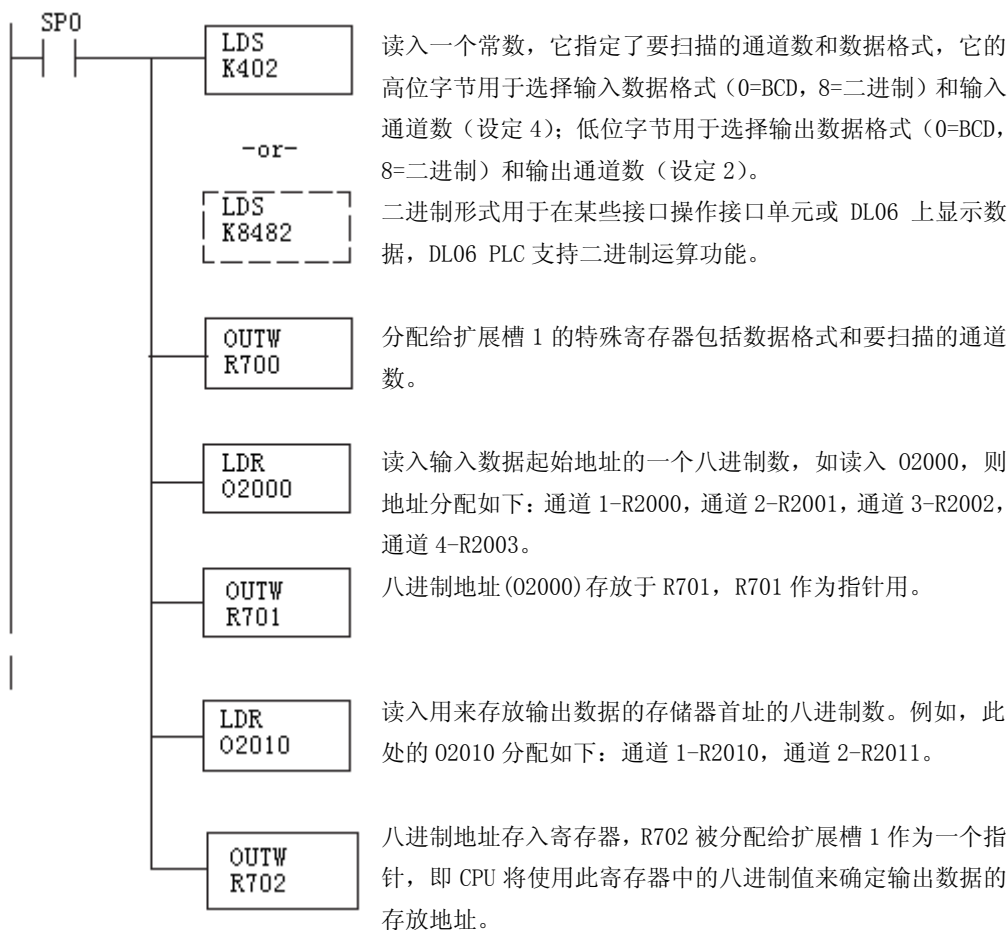 SP0
LDS
K402
读入一个常数，它指定了要扫描的通道数和数据格式，它的
高位字节用于选择输入数据格式（0=BCD，8=二进制）和输入
通道数（设定 4）；低位字节用于选择输出数据格式（0=BCD，
8=二进制）和输出通道数（设定 2）。
-or-
LDS
K8482
二进制形式用于在某些接口操作接口单元或 DL06 上显示数
据，DL06 PLC 支持二进制运算功能。
OUTW
R700
分配给扩展槽 1 的特殊寄存器包括数据格式和要扫描的通道
数。
LDR
O2000
读入输入数据起始地址的一个八进制数，如读入 O2000，则
地址分配如下：通道 1-R2000，通道 2-R2001，通道 3-R2002，
通道 4-R2003。
OUTW
R701
八进制地址(O2000)存放于 R701，R701 作为指针用。
LDR
O2010
读入用来存放输出数据的存储器首址的八进制数。例如，此
处的 O2010 分配如下：通道 1-R2010，通道 2-R2011。
OUTW
R702
八进制地址存入寄存器，R702 被分配给扩展槽 1 作为一个指
针，即 CPU 将使用此寄存器中的八进制值来确定输出数据的
存放地址。